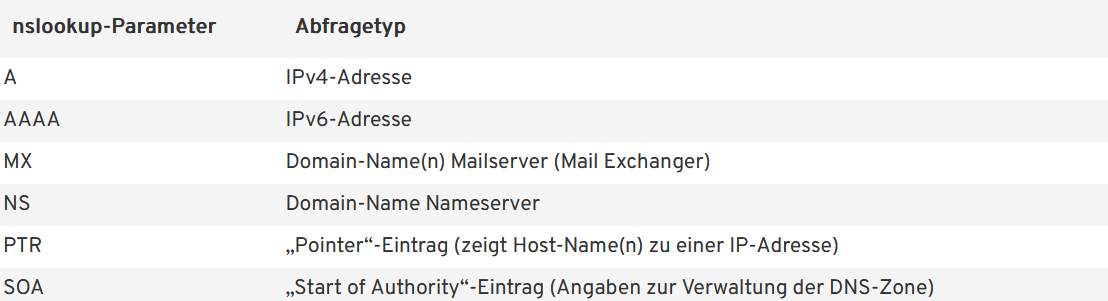 nslookup-Parameter Abfragetyp
A IPv4-Adresse
AAAA IPv6-Adresse
MX Domain-Name(n) Mailserver (Mail Exchanger)
NS Domain-Name Nameserver
PTR „Pointer“-Eintrag (zeigt Host-Name(n) zu einer IP-Adresse)
SOA „Start of Authority“-Eintrag (Angaben zur Verwaltung der DNS-Zone)